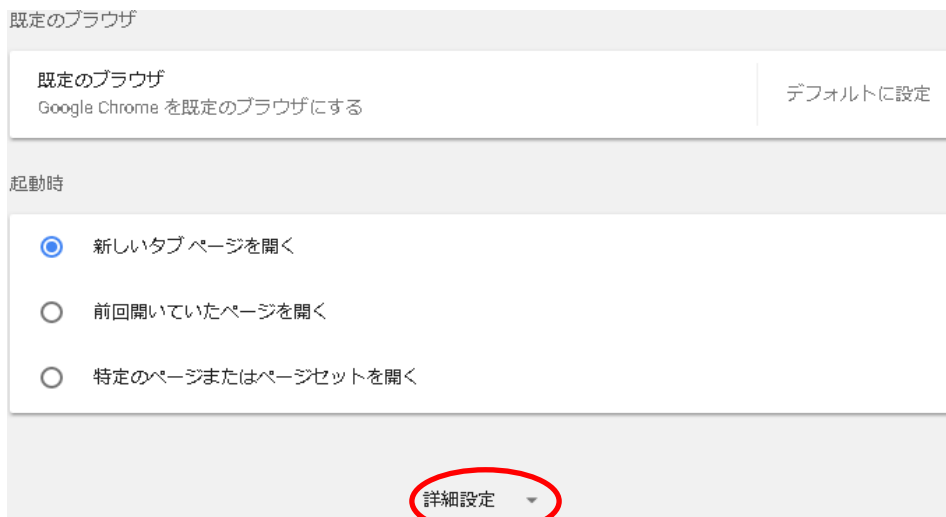 既定のブラウザ
既定のブラウザ
Google Chrome を既定のブラウザにする
デフォルトに設定
起動時
新しいタブ ページを開く
前回開いていたページを開く
特定のページまたはページセットを開く
詳細設定